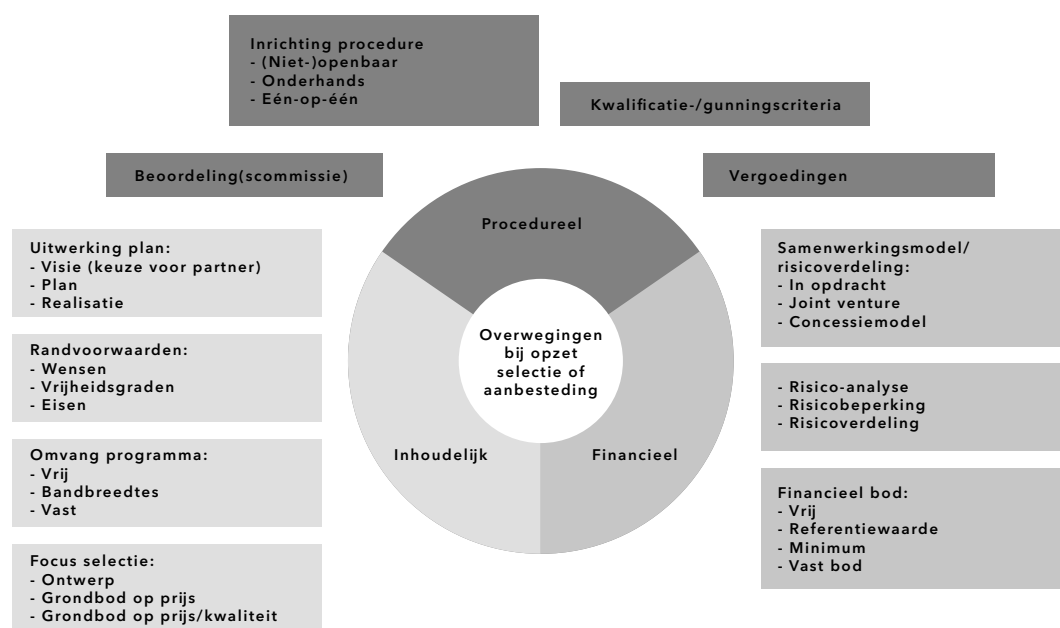 Inrichting procedure
- (Niet-)openbaar
- Onderhands
- Eén-op-één
Kwalificatie-/gunningscriteria
Beoordeling(scommissie)
Vergoedingen
Procedureel
Uitwerking plan:
- Visie (keuze voor partner)
- Plan
- Realisatie
Randvoorwaarden:
- Wensen
- Vrijheidsgraden
- Eisen
Omvang programma:
- Vrij
- Bandbreedtes
- Vast
Focus selectie:
- Ontwerp
- Grondbod op prijs
- Grondbod op prijs/kwaliteit
Overwegingen
bij opzet
selectie of
aanbesteding
Inhoudelijk
Financieel
Samenwerkingsmodel/
risicoverdeling:
- In opdracht
- Joint venture
- Concessiemodel
- Risico-analyse
- Risicobeperking
- Risicoverdeling
Financieel bod:
- Vrij
- Referentiewaarde
- Minimum
- Vast bod